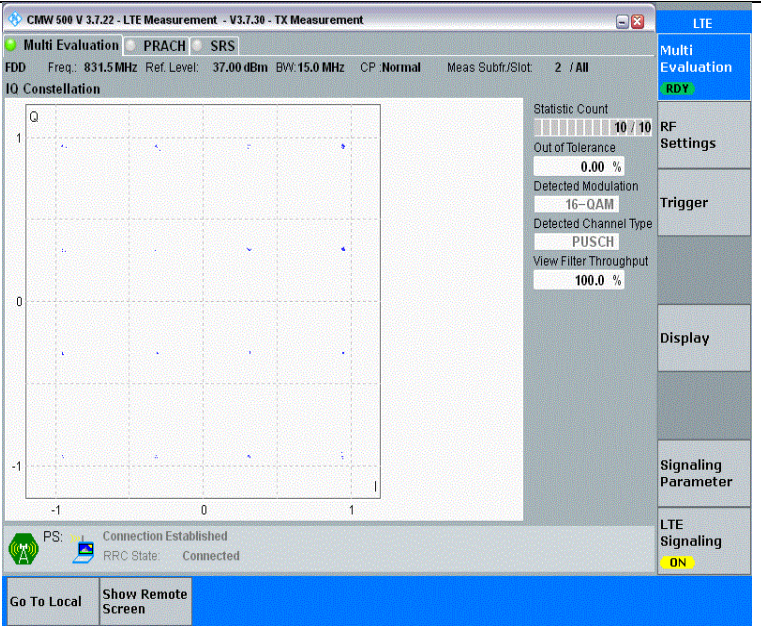 CMW 500 V 3.7.22 - LTE Measurement - V3.7.30 - TX Measurement
LTE
Multi Evaluation PRACH SRS
FDD Freq.: 831.5 MHz Ref. Level: 37.00 dBm BW: 15.0 MHz CP :Normal Meas Subfr/Slot: 2 / All
IQ Constellation
Q
1
0
-1
I
-1 0 1
Statistic Count
10 / 10
Out of Tolerance
0.00 %
Detected Modulation
16-QAM
Detected Channel Type
PUSCH
View Filter Throughput
100.0 %
Multi
Evaluation
RDY
RF
Settings
Trigger
Display
Signaling
Parameter
LTE
Signaling
ON
PS: Connection Established
RRC State: Connected
Go To Local
Show Remote
Screen